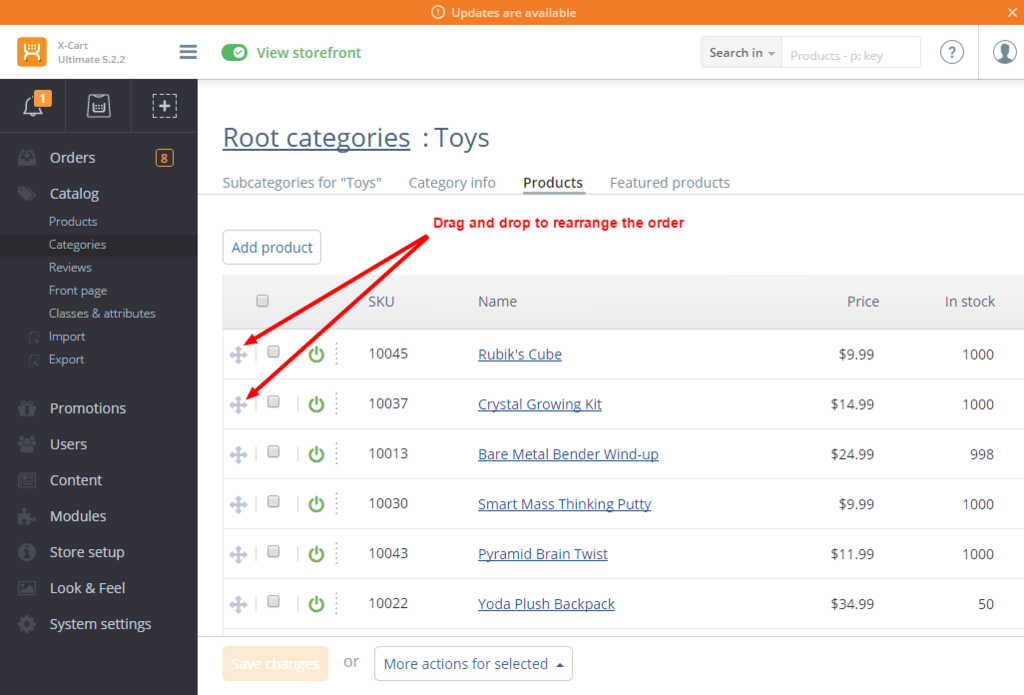 Updates are available
X-Cart
Ultimate 5.2.2
View storefront
Search in
Products - p: key
?
1
Orders 8
Catalog
Products
Categories
Reviews
Front page
Classes & attributes
Import
Export
Promotions
Users
Content
Modules
Store setup
Look & Feel
System settings
Root categories : Toys
Subcategories for "Toys" Category info Products Featured products
Drag and drop to rearrange the order
Add product
SKU Name Price In stock
10045 Rubik's Cube $9.99 1000
10037 Crystal Growing Kit $14.99 1000
10013 Bare Metal Bender Wind-up $24.99 998
10030 Smart Mass Thinking Putty $9.99 1000
10043 Pyramid Brain Twist $11.99 1000
10022 Yoda Plush Backpack $34.99 50
Save changes or More actions for selected